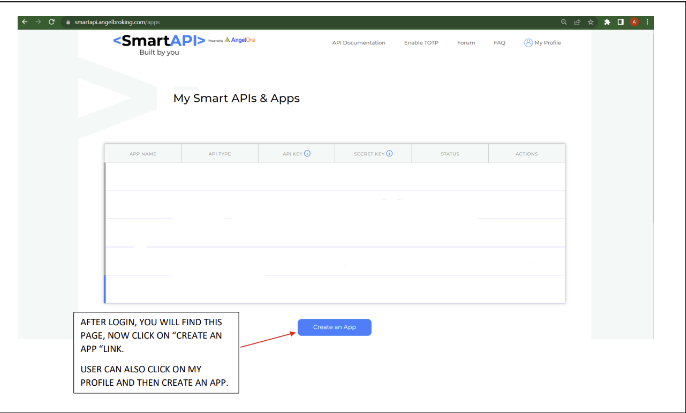 smartapi.angelbroking.com/apps
<SmartAPI> Powered by AngelOne
Built by you
API Documentation Enable TOTP Forum FAQ My Profile
My Smart APIs & Apps
APP NAME API TYPE API KEY SECRET KEY STATUS ACTIONS
Create an App
AFTER LOGIN, YOU WILL FIND THIS
PAGE, NOW CLICK ON “CREATE AN
APP “LINK.
USER CAN ALSO CLICK ON MY
PROFILE AND THEN CREATE AN APP.